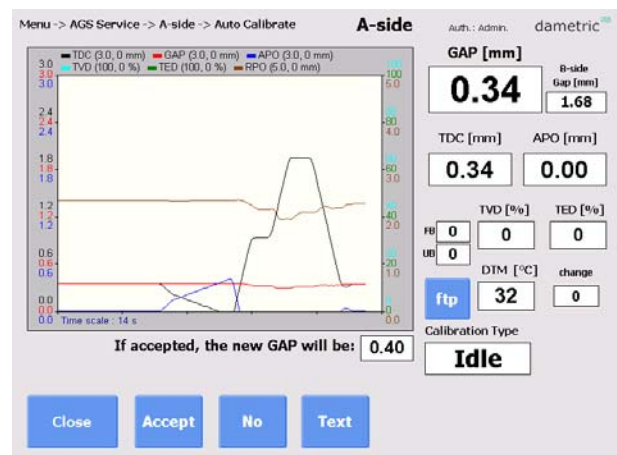 Menu -> AGS Service -> A-side -> Auto Calibrate
A-side
Auth.: Admin.
dametric
TDC (3.0, 0 mm) GAP (3.0, 0 mm) APO (3.0, 0 mm)
TVD (100, 0 %) TED (100, 0 %) RPO (5.0, 0 mm)
3.0
3.0
3.0
2.4
2.4
2.4
1.8
1.8
1.8
1.2
1.2
1.2
0.6
0.6
0.6
0.0
0.0
0.0
100
100
5.0
80
4.0
60
3.0
40
2.0
20
1.0
0
0.0
Time scale : 14 s
If accepted, the new GAP will be: 0.40
GAP [mm]
0.34
B-side
Gap [mm]
1.68
TDC [mm] APO [mm]
0.34 0.00
TVD [%] TED [%]
FB 0 0 0
UB 0
DTM [°C] change
ftp 32 0
Calibration Type
Idle
Close Accept No Text